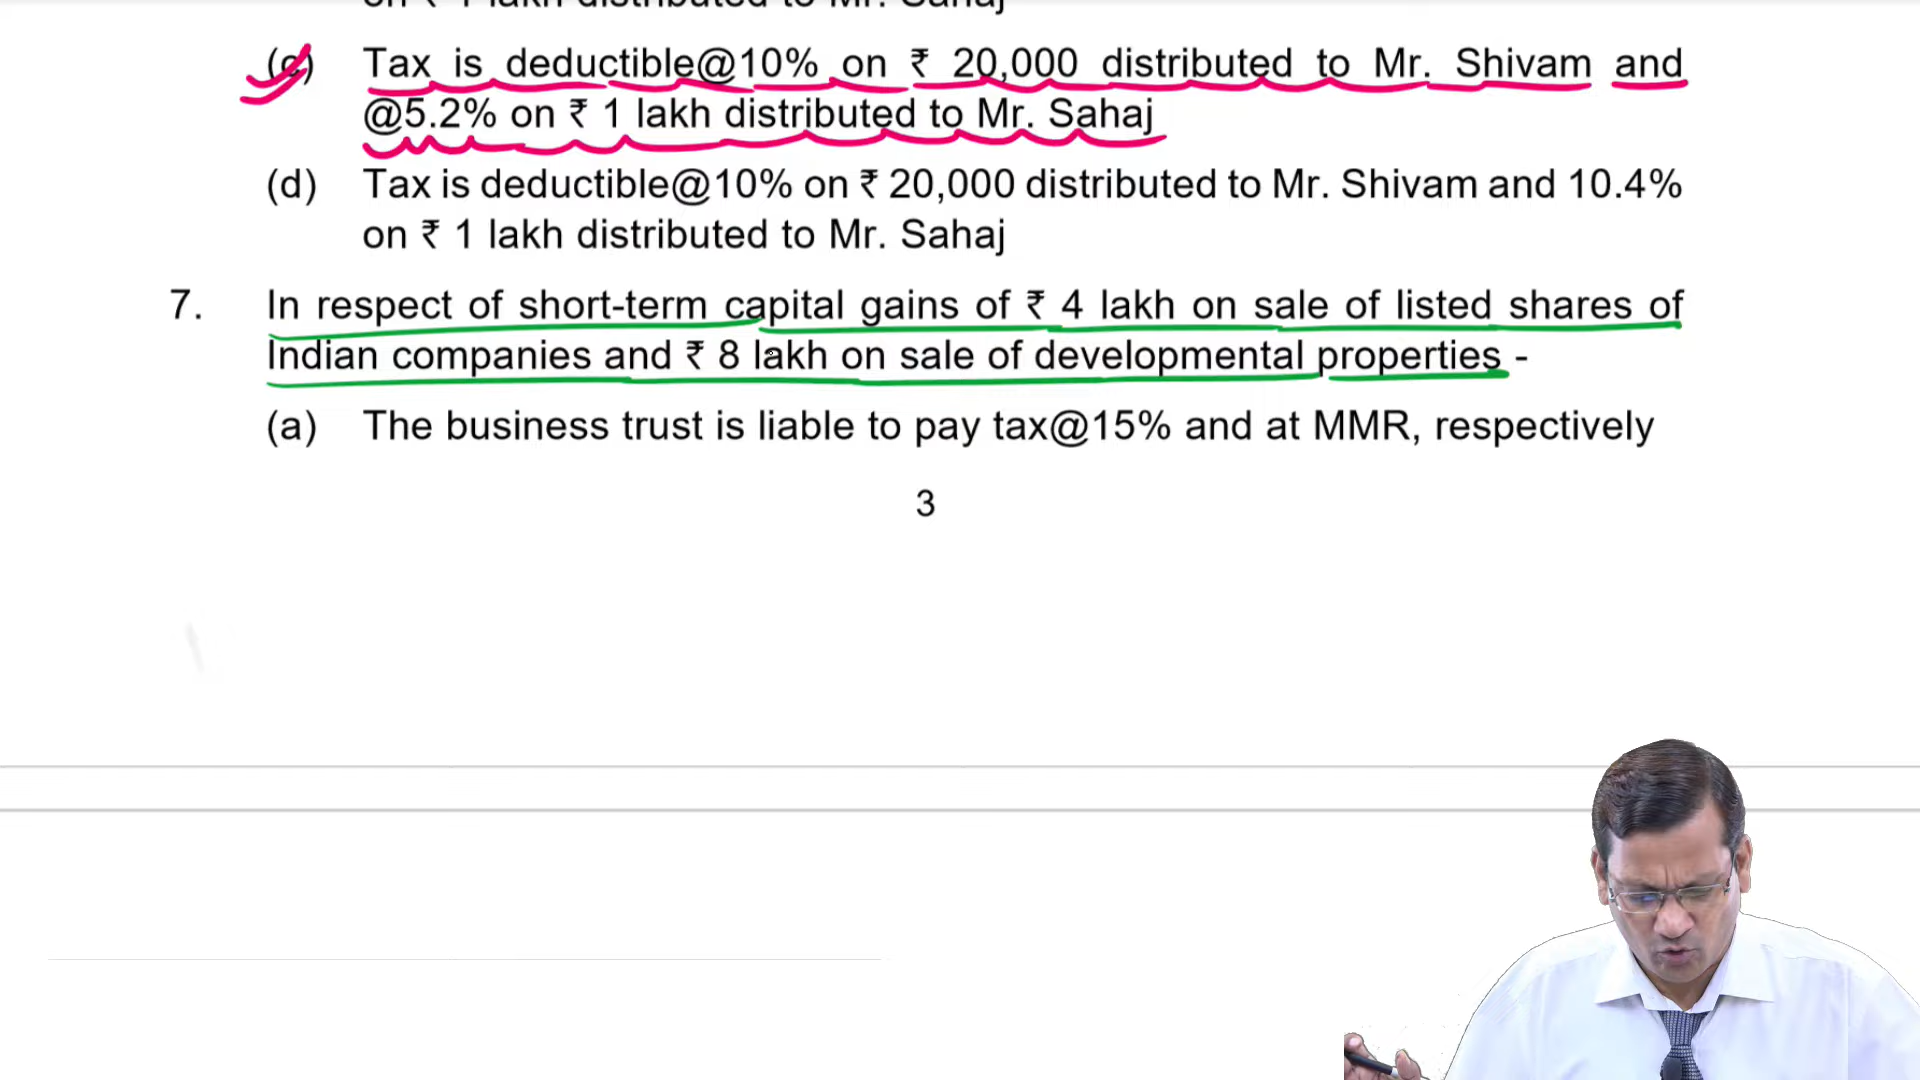 (c) Tax is deductible@10% on ₹ 20,000 distributed to Mr. Shivam and
@5.2% on ₹ 1 lakh distributed to Mr. Sahaj
(d) Tax is deductible@10% on ₹ 20,000 distributed to Mr. Shivam and 10.4%
on ₹ 1 lakh distributed to Mr. Sahaj
7. In respect of short-term capital gains of ₹ 4 lakh on sale of listed shares of
Indian companies and ₹ 8 lakh on sale of developmental properties -
(a) The business trust is liable to pay tax@15% and at MMR, respectively
3